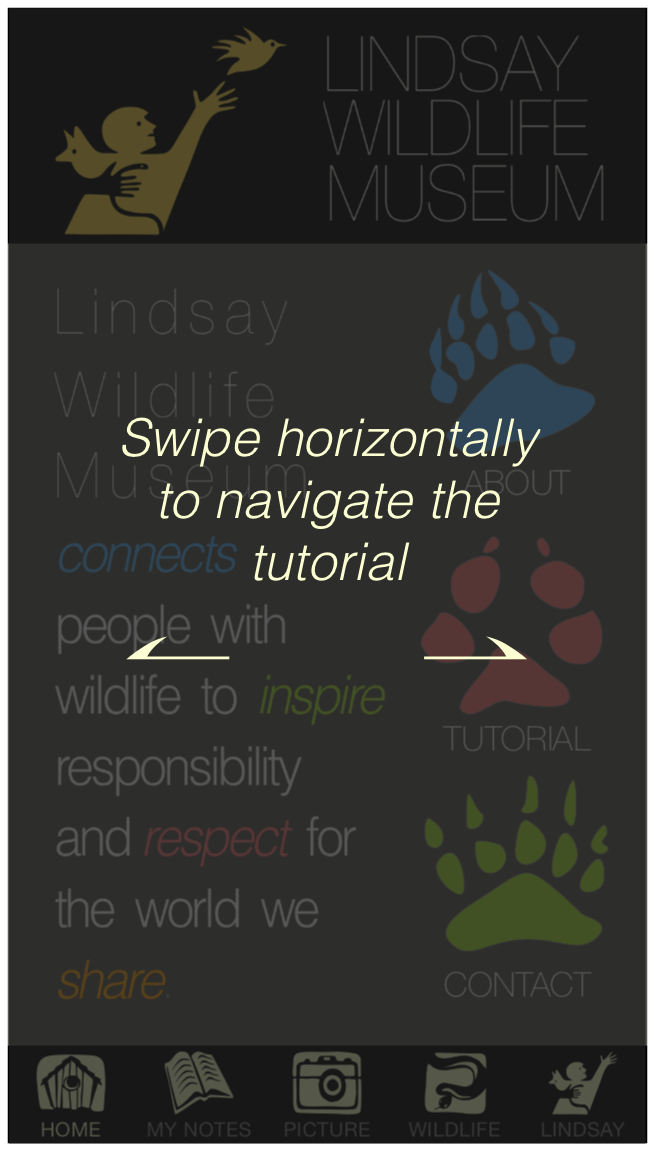 LINDSAY
WILDLIFE
MUSEUM
Lindsay
Wildlife
Museum
connects
people with
wildlife to inspire
responsibility
and respect for
the world we
share.
Swipe horizontally
to navigate the
tutorial
ABOUT
TUTORIAL
CONTACT
HOME
MY NOTES
PICTURE
WILDLIFE
LINDSAY